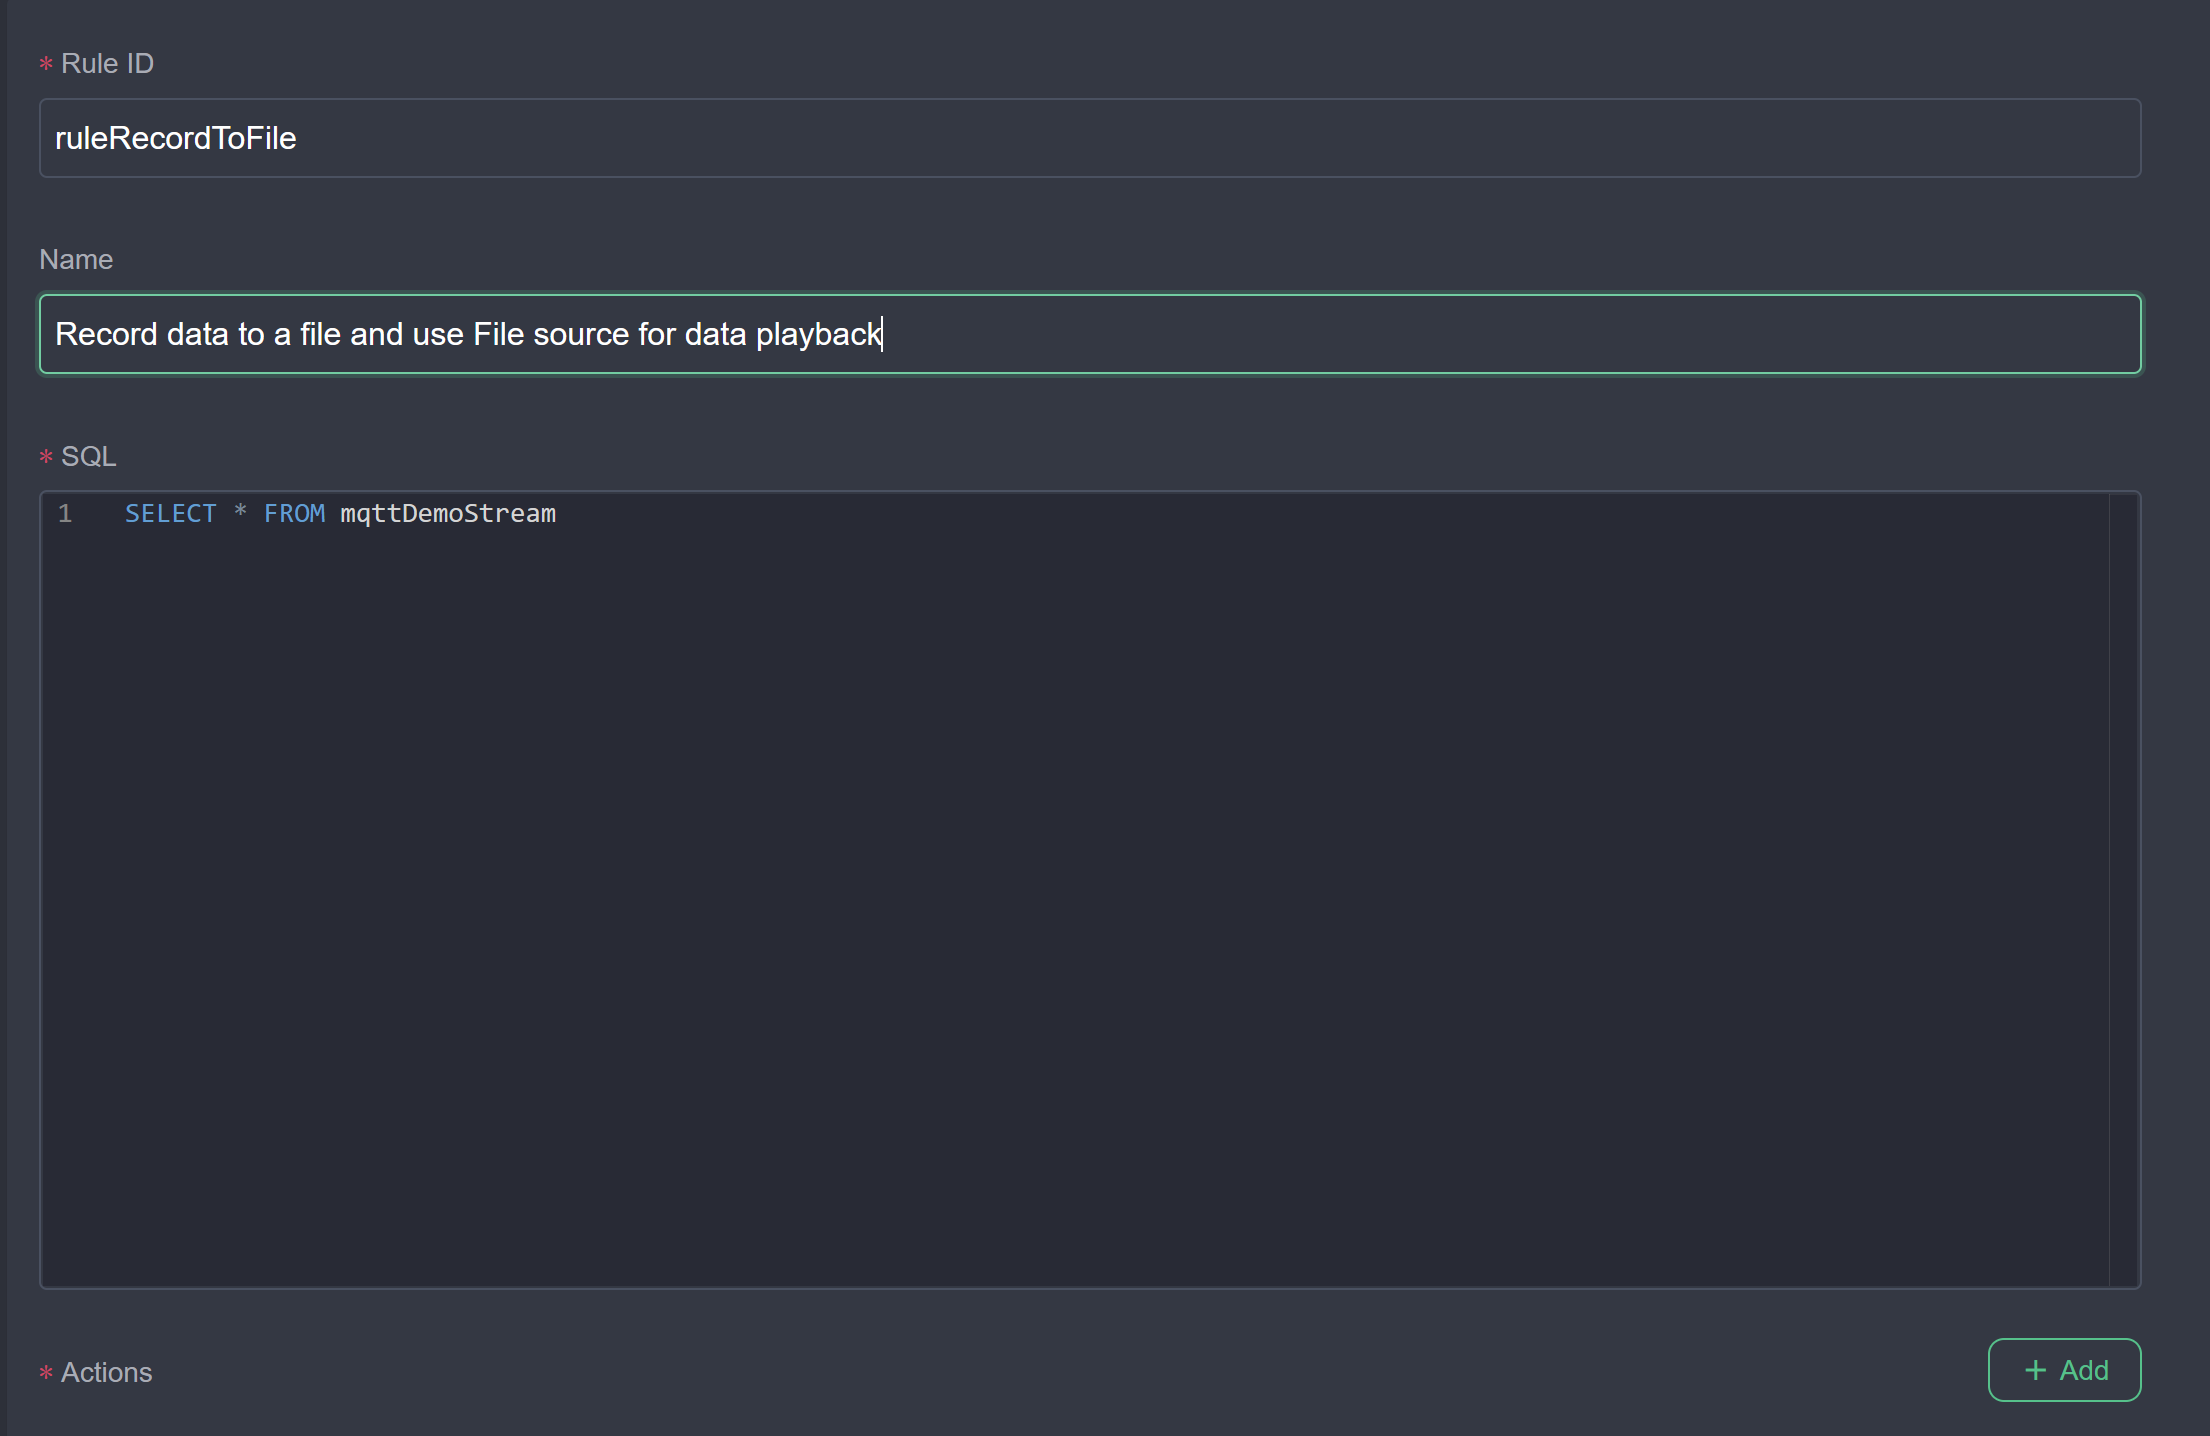 * Rule ID
ruleRecordToFile
Name
Record data to a file and use File source for data playback
* SQL
1 SELECT * FROM mqttDemoStream
* Actions
+ Add